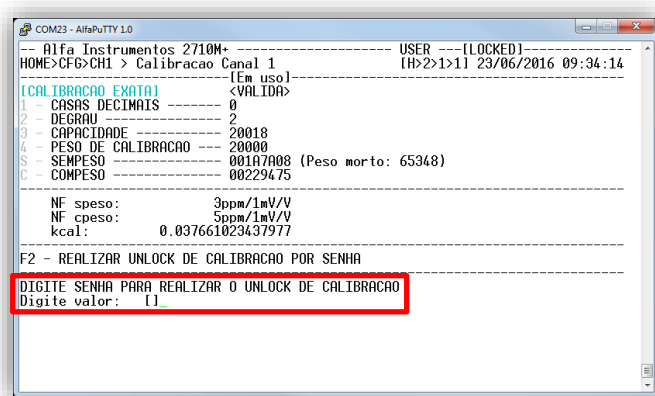 COM23 - AlfaPuTTY 1.0
-- Alfa Instrumentos 2710M+ ------------------ USER ---[LOCKED]-------------
HOME>CFG>CH1 > Calibracao Canal 1 [H>2>1>1] 23/06/2016 09:34:14
--------------------------[Em uso]------------------------------------------
[CALIBRACAO EXATA] <VALIDA>
1 - CASAS DECIMAIS ------- 0
2 - DEGRAU --------------- 2
3 - CAPACIDADE ----------- 20018
4 - PESO DE CALIBRACAO --- 20000
S - SEMPESO -------------- 001A7A08 (Peso morto: 65348)
C - COMPESO -------------- 00229475
----------------------------------------------------------------------------
NF speso: 3ppm/1mV/V
NF cpeso: 5ppm/1mV/V
kcal: 0.037661023437977
----------------------------------------------------------------------------
F2 - REALIZAR UNLOCK DE CALIBRACAO POR SENHA
----------------------------------------------------------------------------
DIGITE SENHA PARA REALIZAR O UNLOCK DE CALIBRACAO
Digite valor: []_